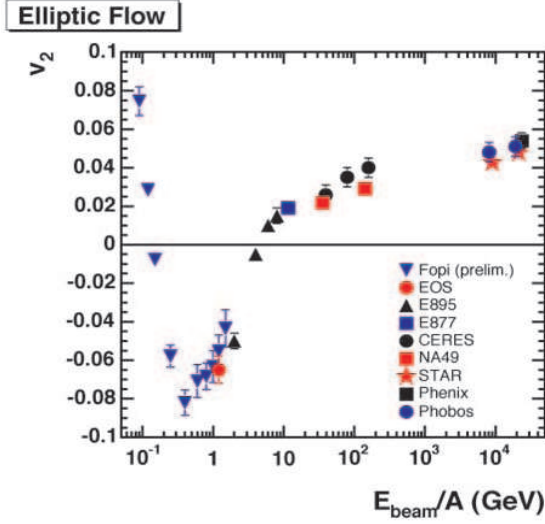 Elliptic Flow
v2
0.1
0.08
0.06
0.04
0.02
0
-0.02
-0.04
-0.06
-0.08
-0.1
Fopi (prelim.)
EOS
E895
E877
CERES
NA49
STAR
Phenix
Phobos
10^-1 1 10 10^2 10^3 10^4
E_beam/A (GeV)